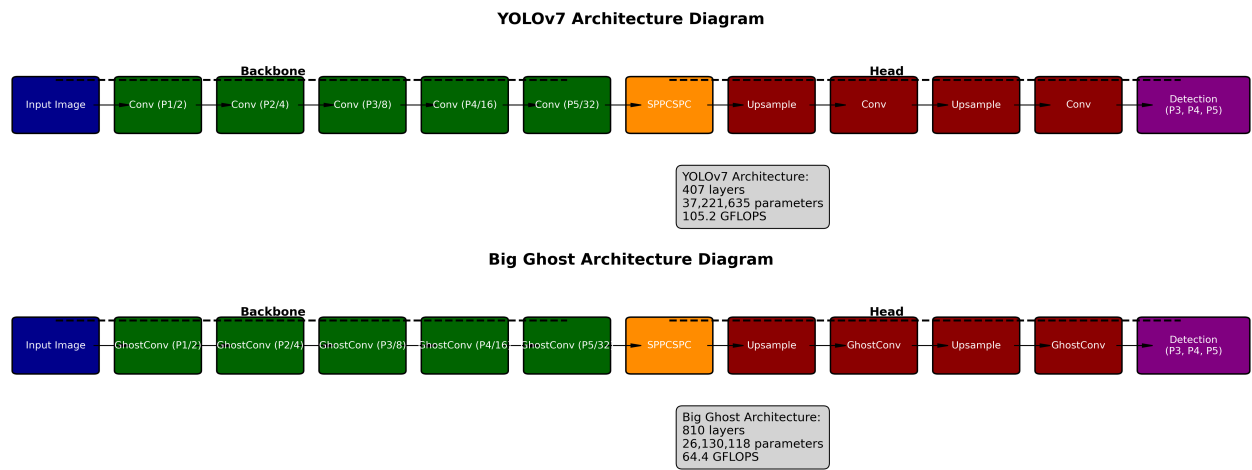 YOLOv7 Architecture Diagram
Backbone
Head
Input Image
Conv (P1/2)
Conv (P2/4)
Conv (P3/8)
Conv (P4/16)
Conv (P5/32)
SPPCSPC
Upsample
Conv
Upsample
Conv
Detection
(P3, P4, P5)
YOLOv7 Architecture:
407 layers
37,221,635 parameters
105.2 GFLOPS
Big Ghost Architecture Diagram
Backbone
Head
Input Image
GhostConv (P1/2)
GhostConv (P2/4)
GhostConv (P3/8)
GhostConv (P4/16
GhostConv (P5/32
SPPCSPC
Upsample
GhostConv
Upsample
GhostConv
Detection
(P3, P4, P5)
Big Ghost Architecture:
810 layers
26,130,118 parameters
64.4 GFLOPS